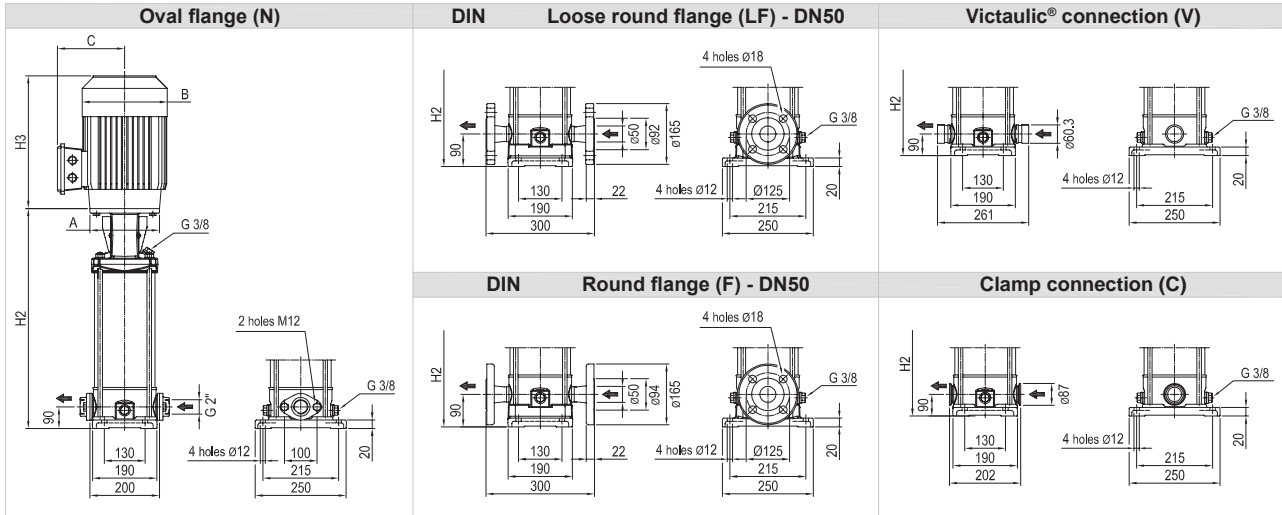 Oval flange (N)
DIN Loose round flange (LF) - DN50
Victaulic® connection (V)
C
B
H3
A
G 3/8
H2
2 holes M12
90
G 2"
G 3/8
4 holes Ø12
100
20
130
190
200
215
250
4 holes Ø18
H2
90
ø50
ø92
ø165
G 3/8
130
22
4 holes Ø12
Ø125
20
190
215
300
250
H2
90
ø60.3
G 3/8
130
4 holes Ø12
20
190
215
261
250
DIN Round flange (F) - DN50
Clamp connection (C)
4 holes Ø18
H2
90
ø50
ø94
ø165
G 3/8
130
22
4 holes Ø12
Ø125
20
190
215
300
250
H2
90
ø87
G 3/8
130
4 holes Ø12
20
190
215
202
250